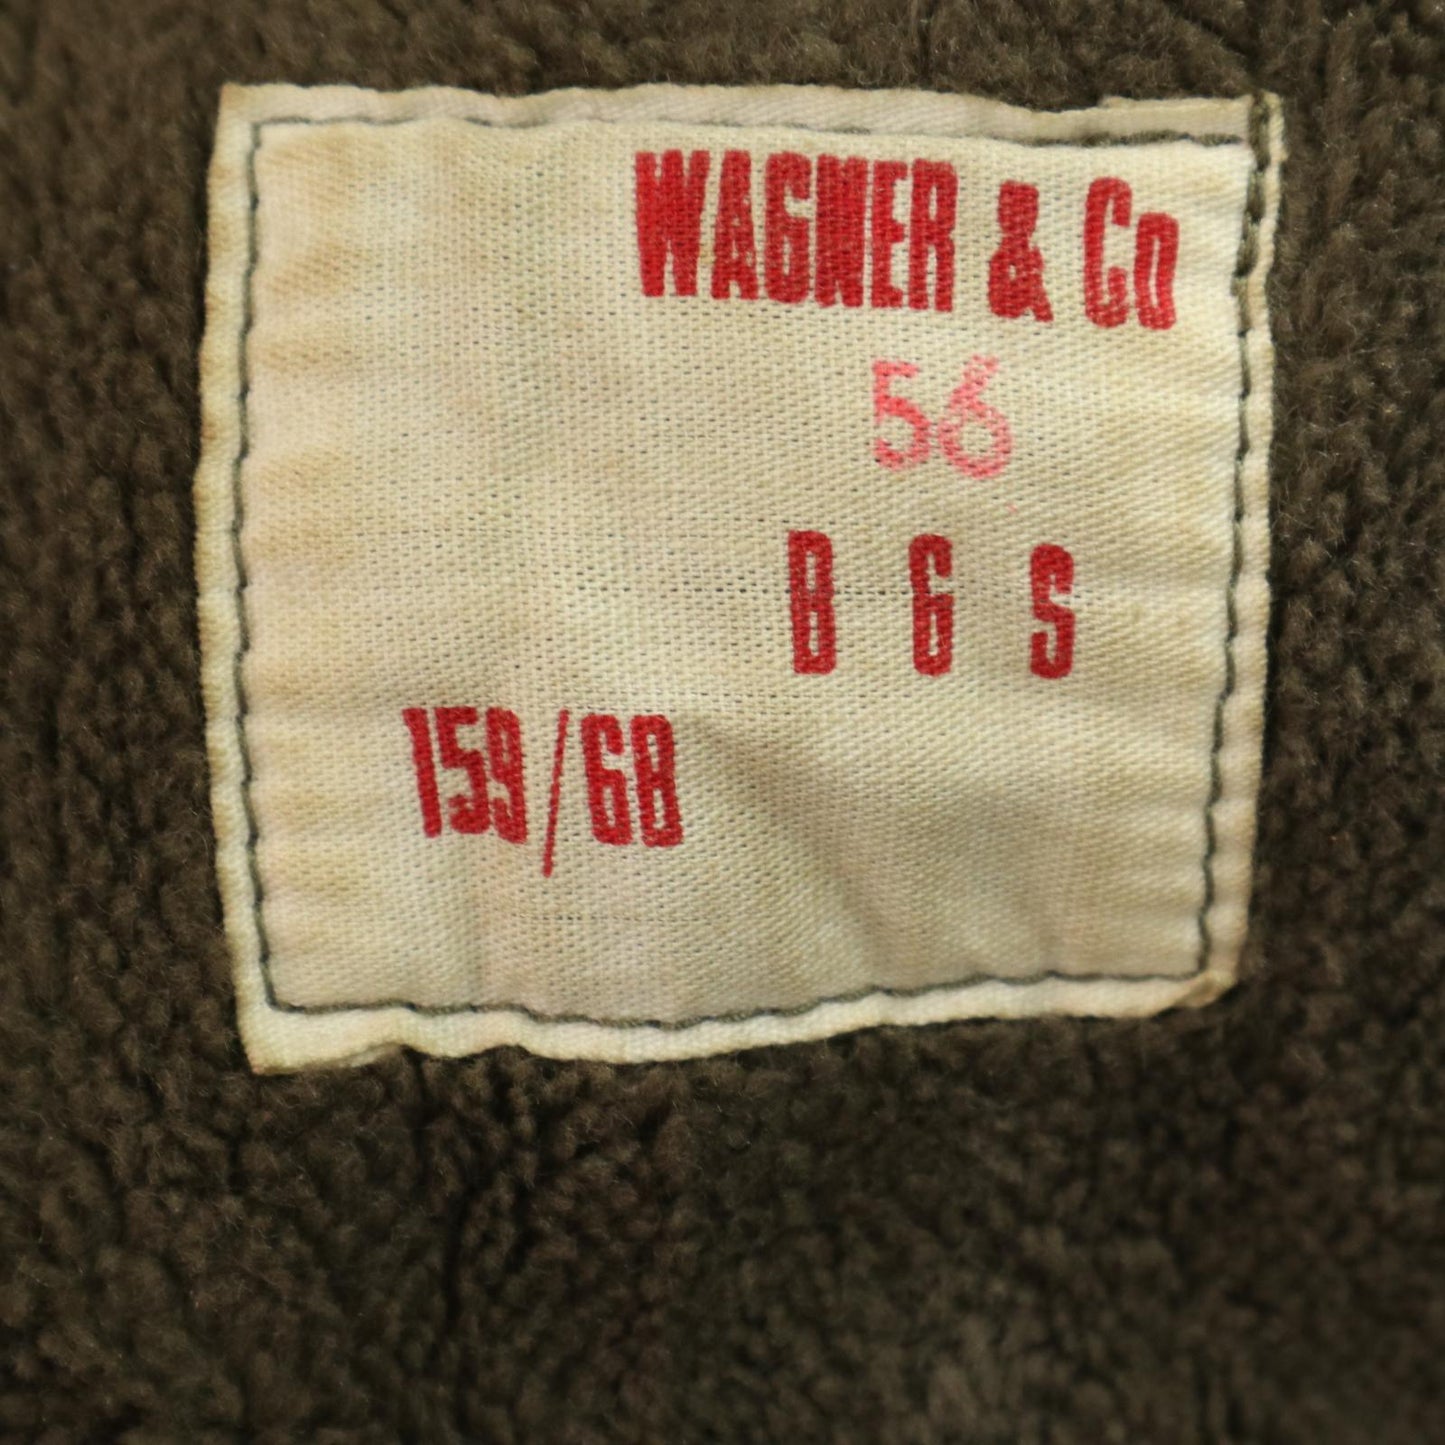 WAGNER & Co
56
B G S
159/68